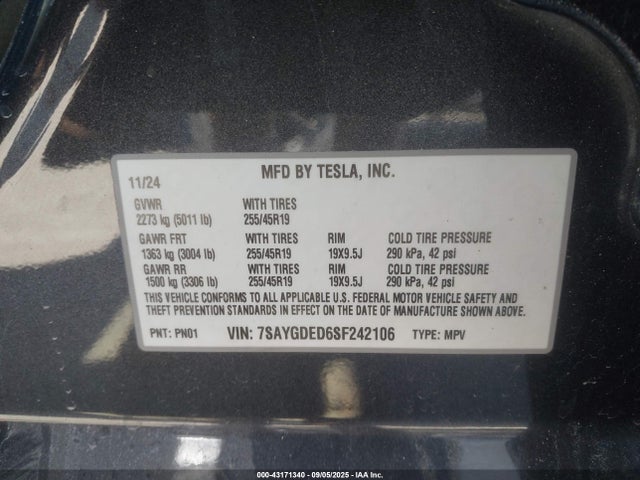 MFD BY TESLA, INC.
11/24
GVWR WITH TIRES
2273 kg (5011 lb) 255/45R19
GAWR FRT WITH TIRES RIM COLD TIRE PRESSURE
1363 kg (3004 lb) 255/45R19 19X9.5J 290 kPa, 42 psi
GAWR RR WITH TIRES RIM COLD TIRE PRESSURE
1500 kg (3306 lb) 255/45R19 19X9.5J 290 kPa, 42 psi
THIS VEHICLE CONFORMS TO ALL APPLICABLE U.S. FEDERAL MOTOR VEHICLE SAFETY AND
THEFT PREVENTION STANDARDS IN EFFECT ON THE DATE OF MANUFACTURE SHOWN ABOVE.
PNT: PN01 VIN: 7SAYGDED6SF242106 TYPE: MPV
000-43171340 - 09/05/2025 - IAA Inc.